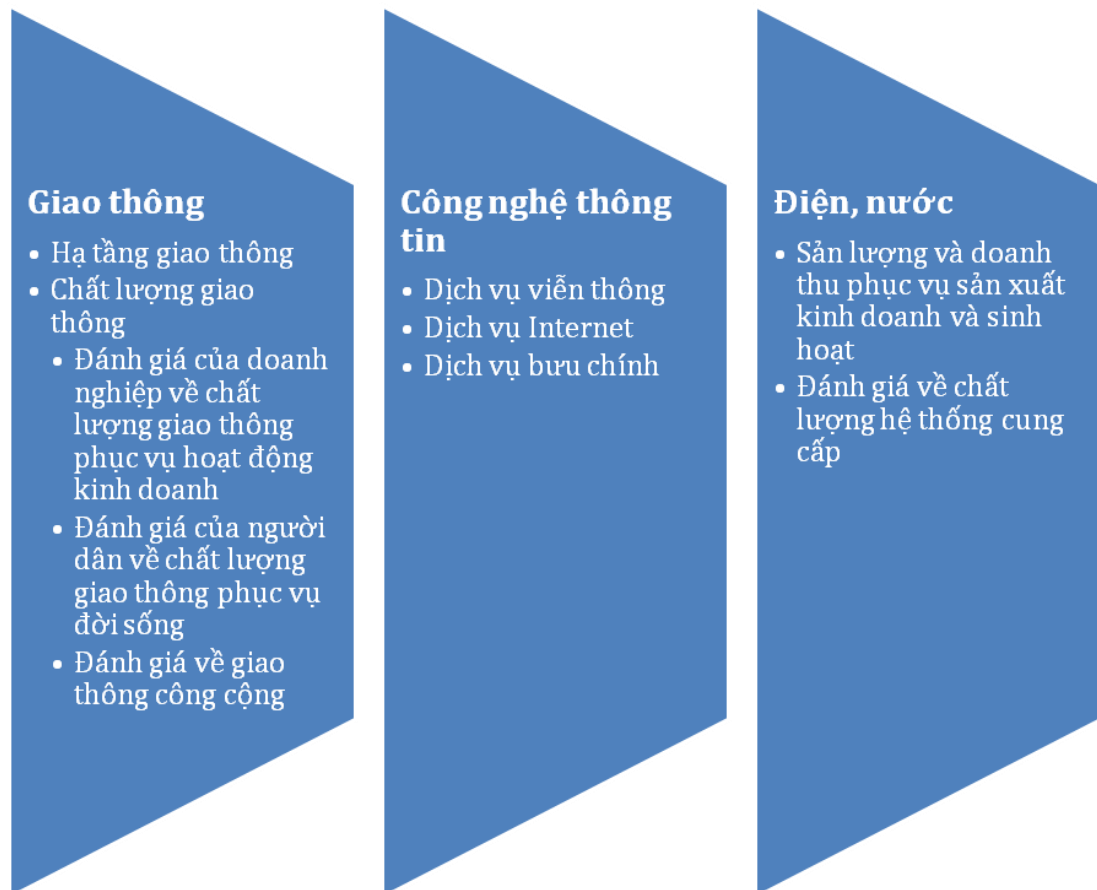 Giao thông
• Hạ tầng giao thông
• Chất lượng giao
thông
• Đánh giá của doanh
nghiệp về chất
lượng giao thông
phục vụ hoạt động
kinh doanh
• Đánh giá của người
dân về chất lượng
giao thông phục vụ
đời sống
• Đánh giá về giao
thông công cộng
Công nghệ thông
tin
• Dịch vụ viễn thông
• Dịch vụ Internet
• Dịch vụ bưu chính
Điện, nước
• Sản lượng và doanh
thu phục vụ sản xuất
kinh doanh và sinh
hoạt
• Đánh giá về chất
lượng hệ thống cung
cấp